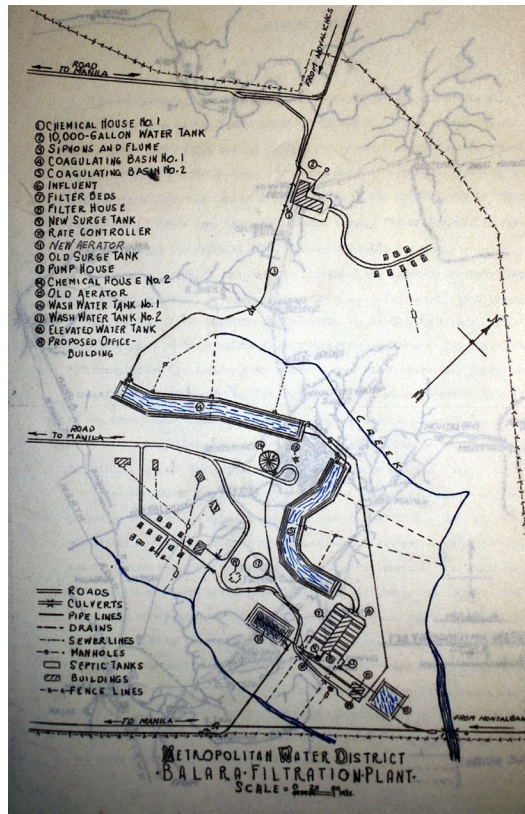 FROM NOVALICHES
ROAD
TO MANILA
① CHEMICAL HOUSE NO. 1
② 10,000-GALLON WATER TANK
③ SIPHONS AND FLUME
④ COAGULATING BASIN NO. 1
⑤ COAGULATING BASIN NO. 2
⑥ INFLUENT
⑦ FILTER BEDS
⑧ FILTER HOUSE
⑨ NEW SURGE TANK
⑩ RATE CONTROLLER
⑪ NEW AERATOR
⑫ OLD SURGE TANK
⑬ PUMP HOUSE
⑭ CHEMICAL HOUSE NO. 2
⑮ OLD AERATOR
⑯ WASH WATER TANK NO. 1
⑰ WASH WATER TANK NO. 2
⑱ ELEVATED WATER TANK
⑲ PROPOSED OFFICE-
BUILDING
N
CREEK
ROAD
TO MANILA
ROADS
CULVERTS
PIPE LINES
DRAINS
SEWER LINES
MANHOLES
SEPTIC TANKS
BUILDINGS
FENCE LINES
TO MANILA
FROM MONTALBAN
METROPOLITAN WATER DISTRICT
·BALARA·FILTRATION·PLANT·
SCALE=